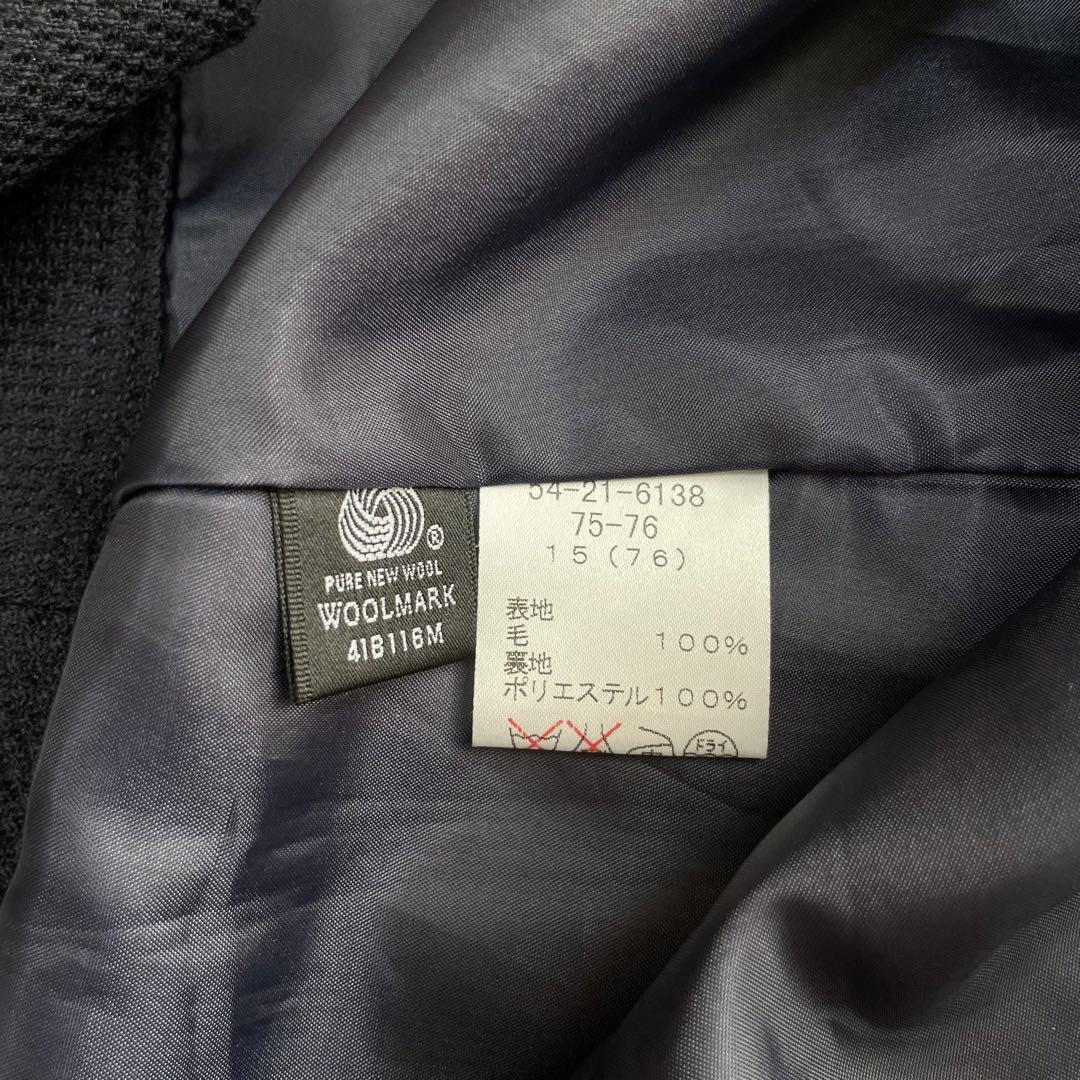 ®
PURE NEW WOOL
WOOLMARK
41B116M
54-21-6138
75-76
15(76)
表地
毛 100%
裏地
ポリエステル100%
ドライ